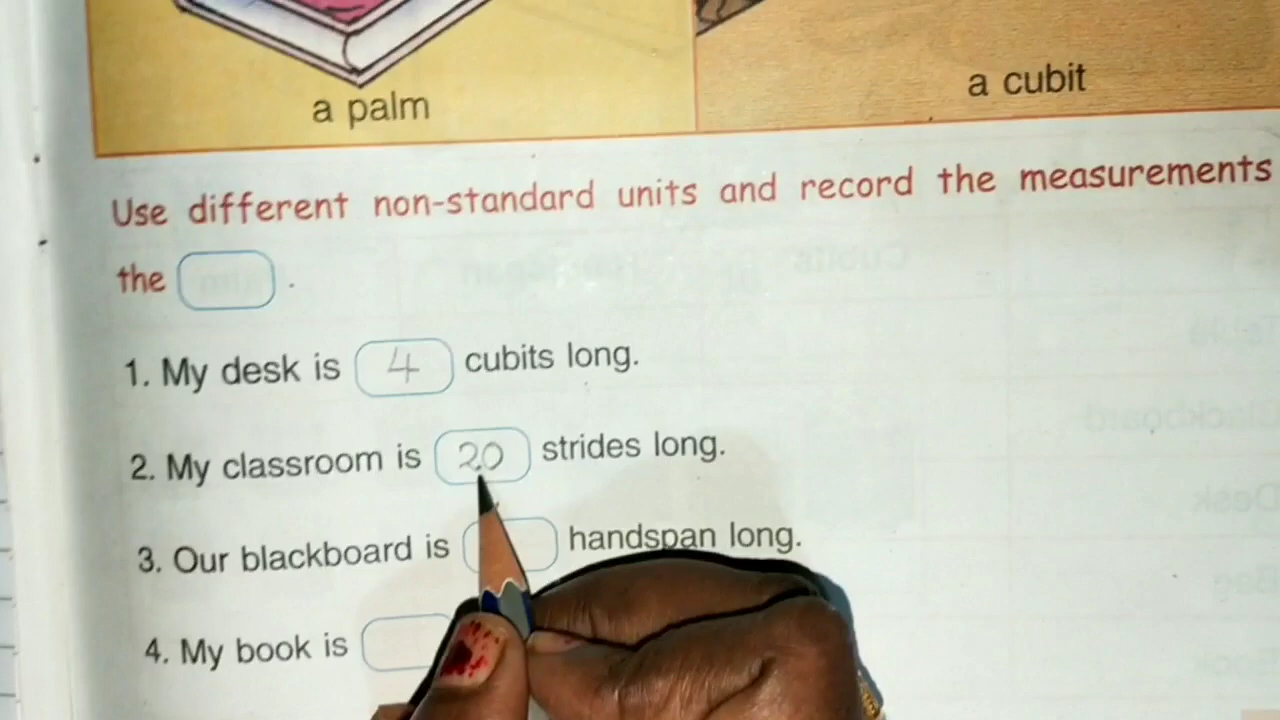 a palm
a cubit
Use different non-standard units and record the measurements
the .
1. My desk is 4 cubits long.
2. My classroom is 20 strides long.
3. Our blackboard is handspan long.
4. My book is